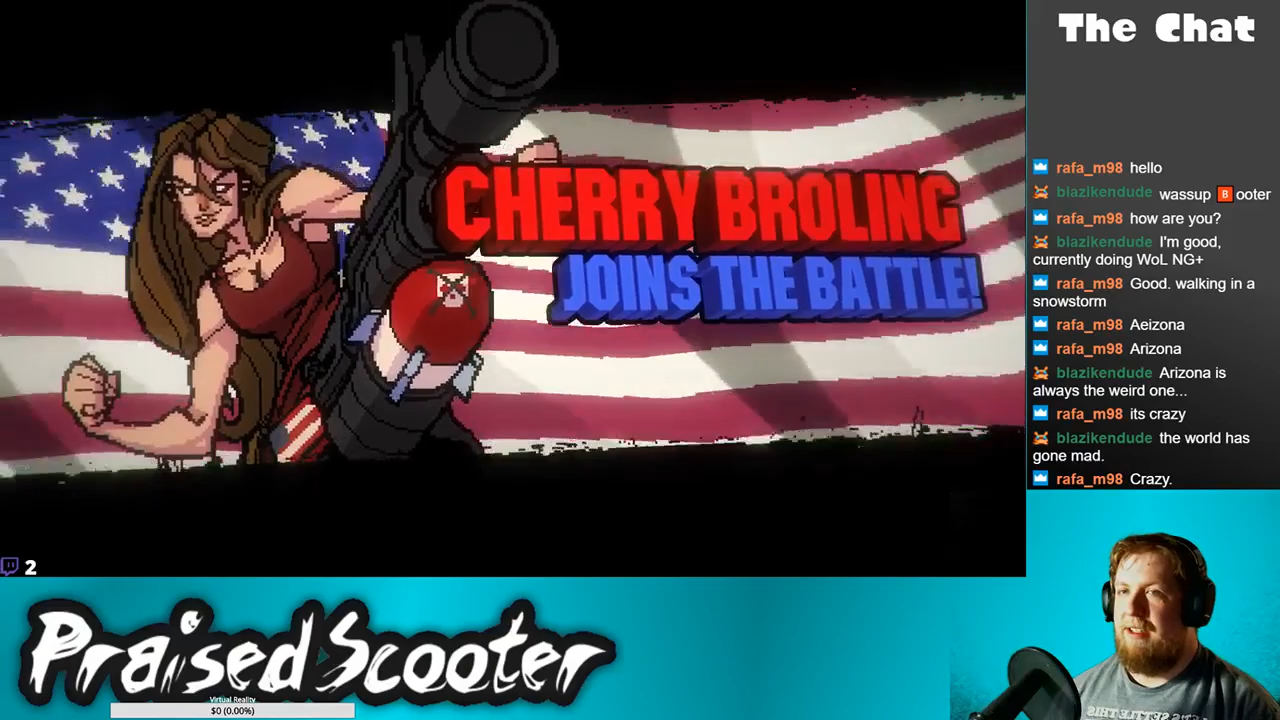 CHERRY BROLING
JOINS THE BATTLE!
The Chat
rafa_m98 hello
blazikendude wassup B ooter
rafa_m98 how are you?
blazikendude I'm good,
currently doing WoL NG+
rafa_m98 Good. walking in a
snowstorm
rafa_m98 Aeizona
rafa_m98 Arizona
blazikendude Arizona is
always the weird one...
rafa_m98 its crazy
blazikendude the world has
gone mad.
rafa_m98 Crazy.
2
PraisedScooter
Virtual Reality
$0 (0.00%)